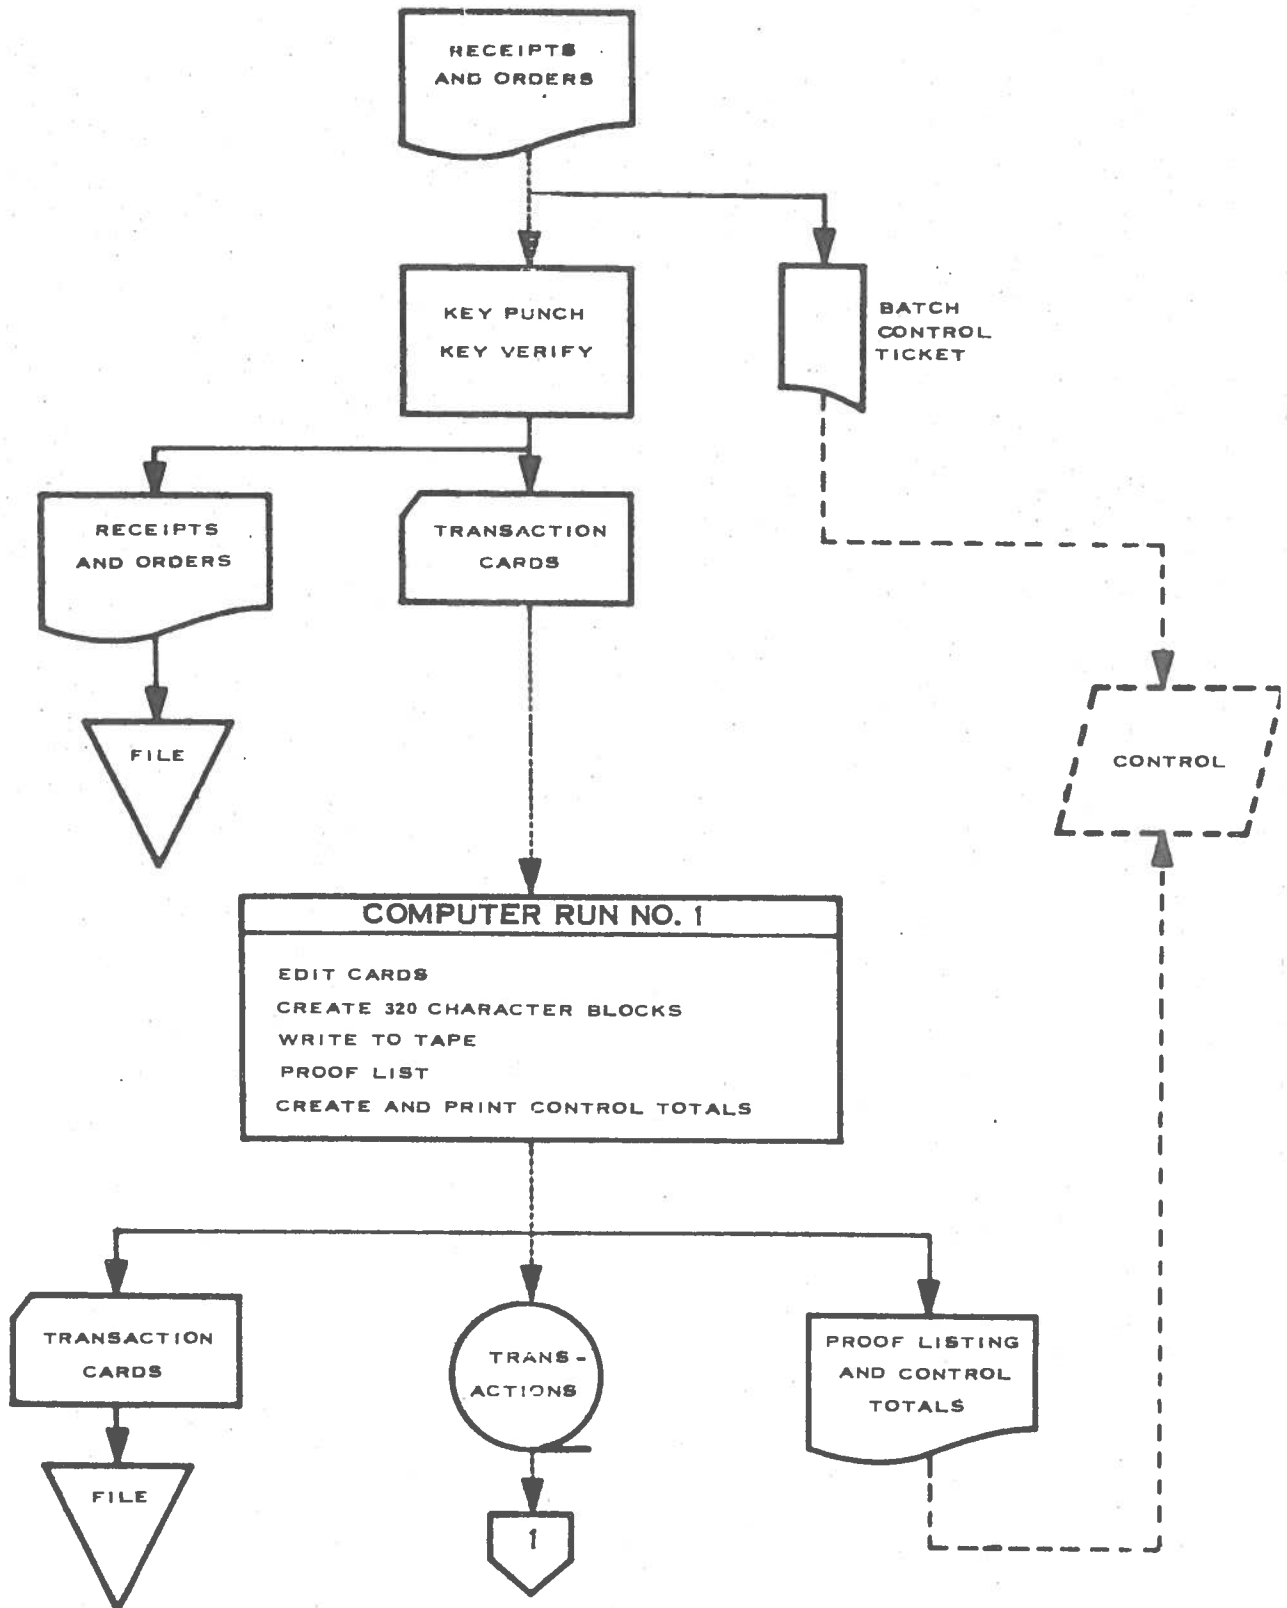 RECEIPTS
AND ORDERS
KEY PUNCH
KEY VERIFY
BATCH
CONTROL
TICKET
RECEIPTS
AND ORDERS
TRANSACTION
CARDS
FILE
CONTROL
COMPUTER RUN NO. 1
EDIT CARDS
CREATE 320 CHARACTER BLOCKS
WRITE TO TAPE
PROOF LIST
CREATE AND PRINT CONTROL TOTALS
TRANSACTION
CARDS
TRANS-
ACTIONS
PROOF LISTING
AND CONTROL
TOTALS
FILE
1